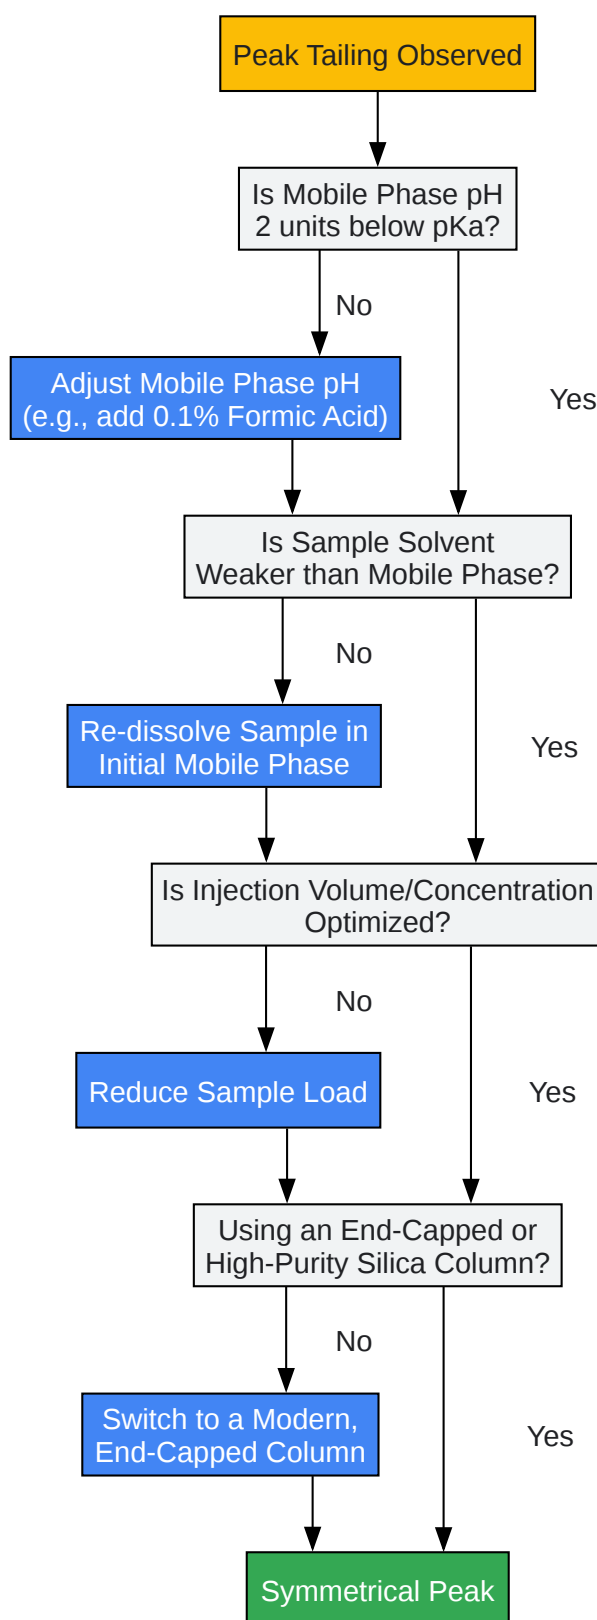 Peak Tailing Observed
Is Mobile Phase pH
2 units below pKa?
No
Adjust Mobile Phase pH
(e.g., add 0.1% Formic Acid)
Yes
Is Sample Solvent
Weaker than Mobile Phase?
No
Re-dissolve Sample in
Initial Mobile Phase
Yes
Is Injection Volume/Concentration
Optimized?
No
Reduce Sample Load
Yes
Using an End-Capped or
High-Purity Silica Column?
No
Switch to a Modern,
End-Capped Column
Yes
Symmetrical Peak